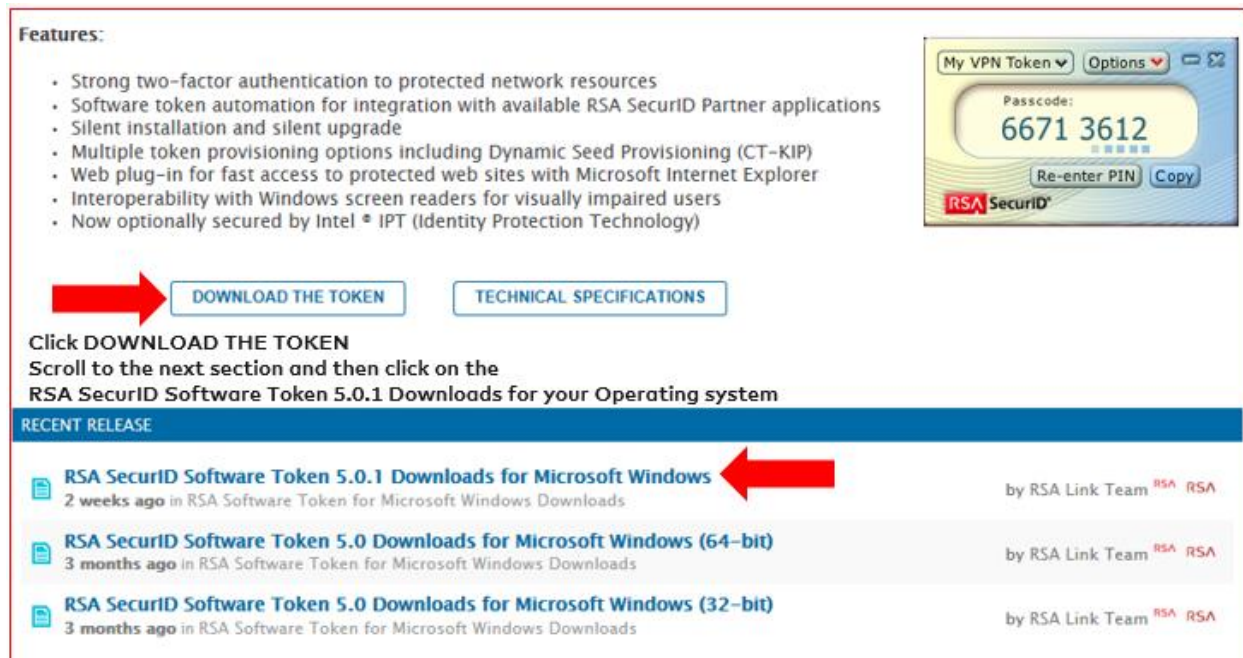 Features:
• Strong two-factor authentication to protected network resources
• Software token automation for integration with available RSA SecurID Partner applications
• Silent installation and silent upgrade
• Multiple token provisioning options including Dynamic Seed Provisioning (CT-KIP)
• Web plug-in for fast access to protected web sites with Microsoft Internet Explorer
• Interoperability with Windows screen readers for visually impaired users
• Now optionally secured by Intel ® IPT (Identity Protection Technology)
My VPN Token Options
Passcode:
6671 3612
Re-enter PIN Copy
RSA SecurID®
DOWNLOAD THE TOKEN TECHNICAL SPECIFICATIONS
Click DOWNLOAD THE TOKEN
Scroll to the next section and then click on the
RSA SecurID Software Token 5.0.1 Downloads for your Operating system
RECENT RELEASE
RSA SecurID Software Token 5.0.1 Downloads for Microsoft Windows
2 weeks ago in RSA Software Token for Microsoft Windows Downloads
by RSA Link Team RSA RSA
RSA SecurID Software Token 5.0 Downloads for Microsoft Windows (64-bit)
3 months ago in RSA Software Token for Microsoft Windows Downloads
by RSA Link Team RSA RSA
RSA SecurID Software Token 5.0 Downloads for Microsoft Windows (32-bit)
3 months ago in RSA Software Token for Microsoft Windows Downloads
by RSA Link Team RSA RSA